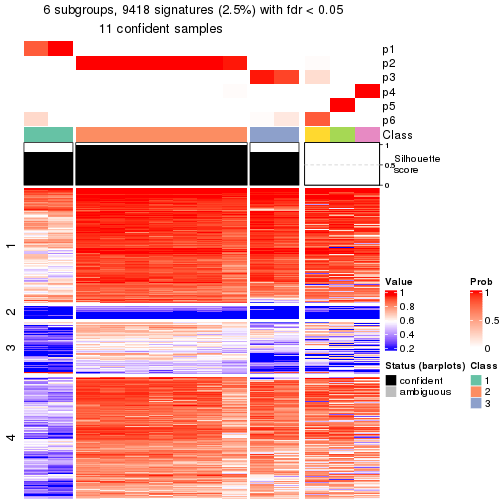 6 subgroups, 9418 signatures (2.5%) with fdr < 0.05
11 confident samples
p1
p2
p3
p4
p5
p6
Class
1
0.5
0
Silhouette
score
1
2
3
4
Value
1
0.8
0.6
0.4
0.2
Prob
1
0.5
0
Status (barplots)
confident
ambiguous
Class
1
2
3